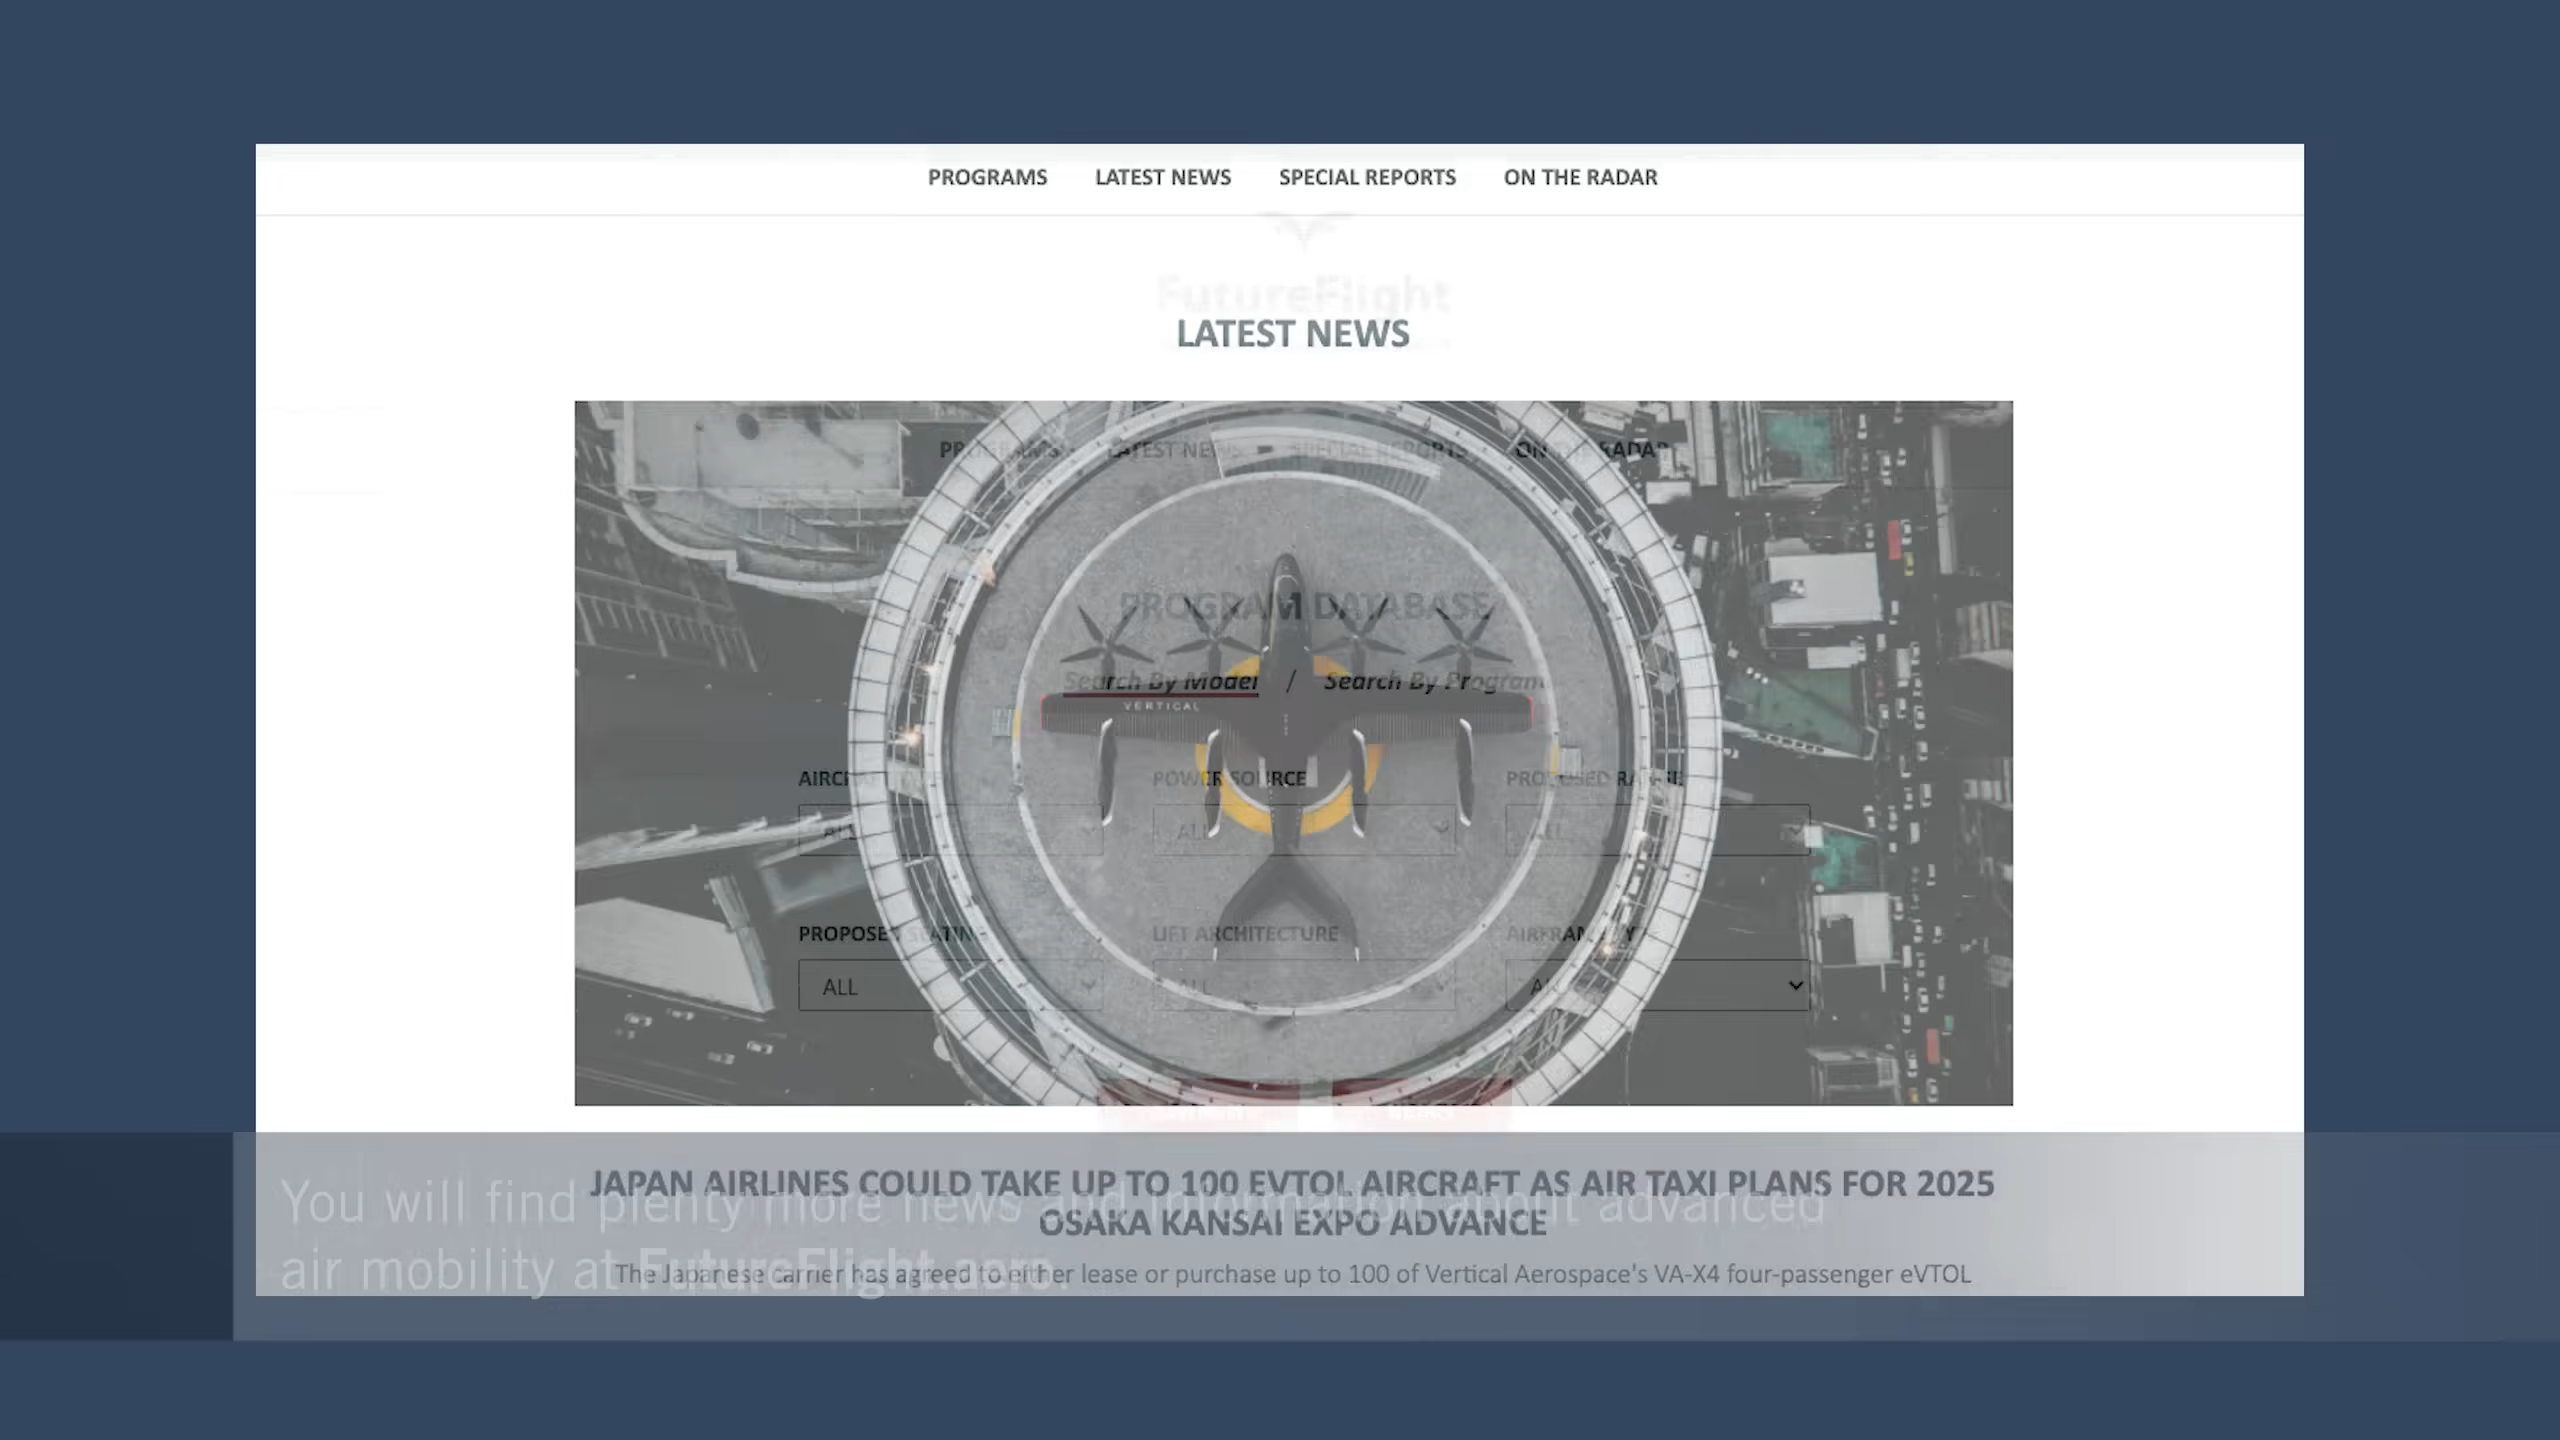 PROGRAMS LATEST NEWS SPECIAL REPORTS ON THE RADAR
FutureFlight
LATEST NEWS
PROGRAMS LATEST NEWS SPECIAL REPORTS ON THE RADAR
PROGRAM DATABASE
Search By Model / Search By Program
VERTICAL
AIRCRAFT TYPE POWER SOURCE PROPOSED RANGE
ALL ALL ALL
PROPOSED SEATING LIFT ARCHITECTURE AIRFRAME TYPE
ALL ALL ALL
JAPAN AIRLINES COULD TAKE UP TO 100 EVTOL AIRCRAFT AS AIR TAXI PLANS FOR 2025
OSAKA KANSAI EXPO ADVANCE
The Japanese carrier has agreed to either lease or purchase up to 100 of Vertical Aerospace's VA-X4 four-passenger eVTOL
You will find plenty more news and information about advanced
air mobility at FutureFlight.aero.